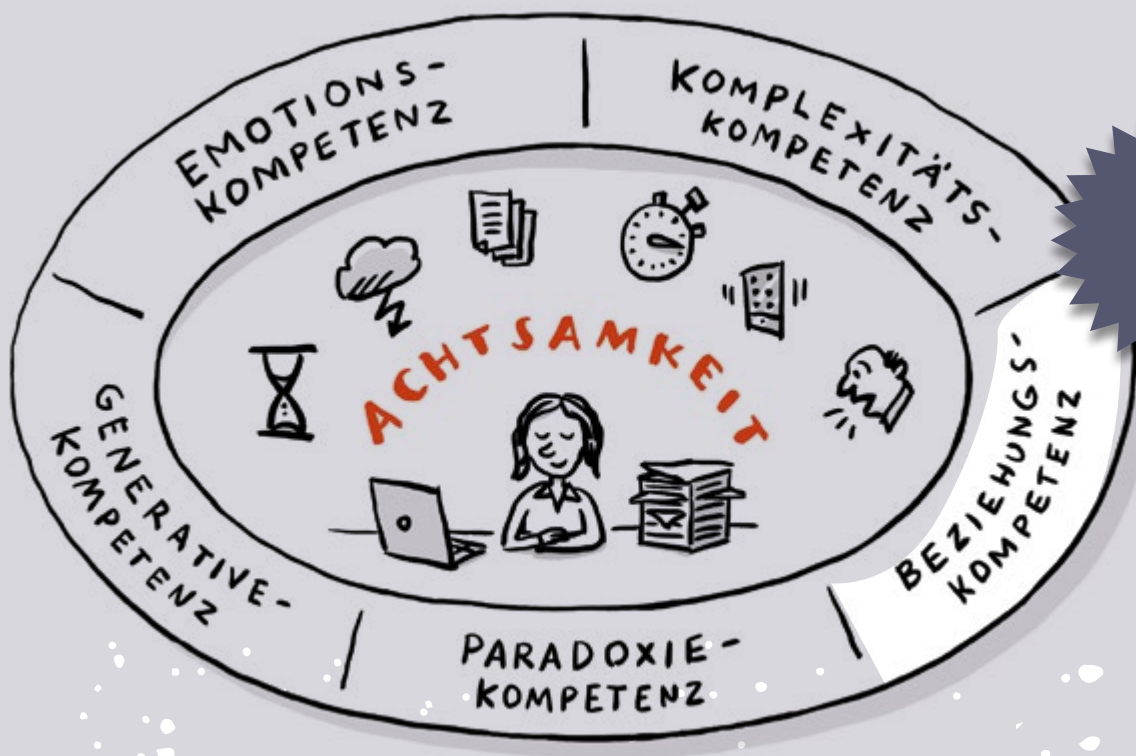 EMOTIONS-
KOMPETENZ
KOMPLEXITÄTS-
KOMPETENZ
ACHTSAMKEIT
BEZIEHUNGS-
KOMPETENZ
GENERATIVE-
KOMPETENZ
PARADOXIE-
KOMPETENZ